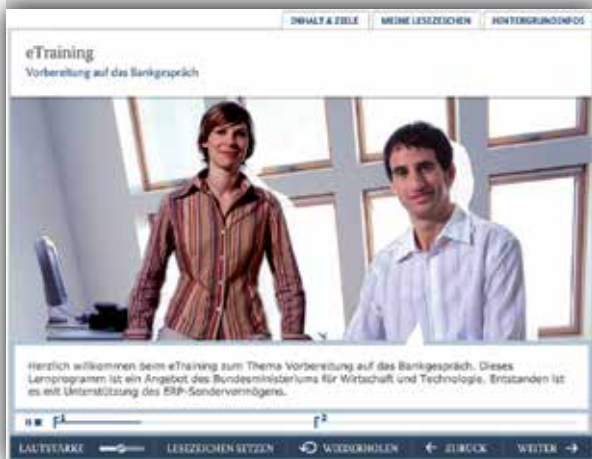 INHALT & ZIELE MEINE LESEZEICHEN HINTERGRUNDINFOS
eTraining
Vorbereitung auf das Bankgespräch
Herzlich willkommen beim eTraining zum Thema Vorbereitung auf das Bankgespräch. Dieses
Lernprogramm ist ein Angebot des Bundesministeriums für Wirtschaft und Technologie. Entstanden ist
es mit Unterstützung des ERP-Sondervermögens.
1 2
LAUTSTÄRKE LESEZEICHEN SETZEN WIEDERHOLEN ZURÜCK WEITER